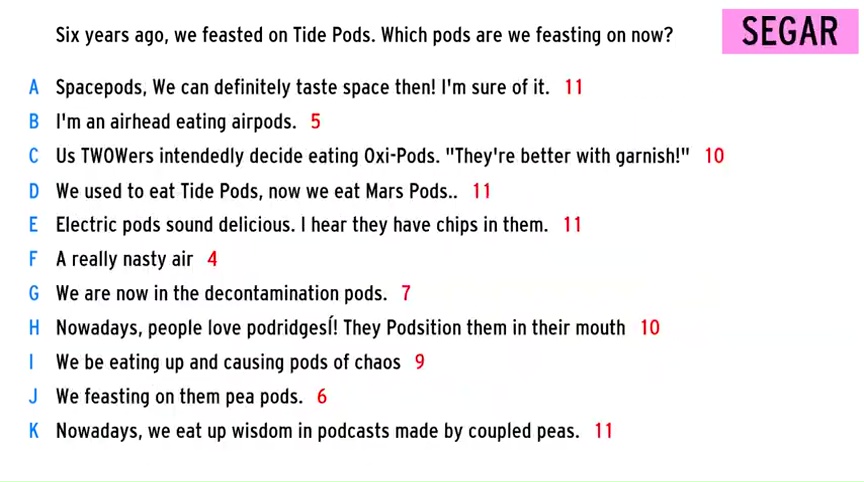 Six years ago, we feasted on Tide Pods. Which pods are we feasting on now?
SEGAR
A Spacepods, We can definitely taste space then! I'm sure of it. 11
B I'm an airhead eating airpods. 5
C Us TWOWers intendedly decide eating Oxi-Pods. "They're better with garnish!" 10
D We used to eat Tide Pods, now we eat Mars Pods.. 11
E Electric pods sound delicious. I hear they have chips in them. 11
F A really nasty air 4
G We are now in the decontamination pods. 7
H Nowadays, people love podridgesÍ! They Podsition them in their mouth 10
I We be eating up and causing pods of chaos 9
J We feasting on them pea pods. 6
K Nowadays, we eat up wisdom in podcasts made by coupled peas. 11